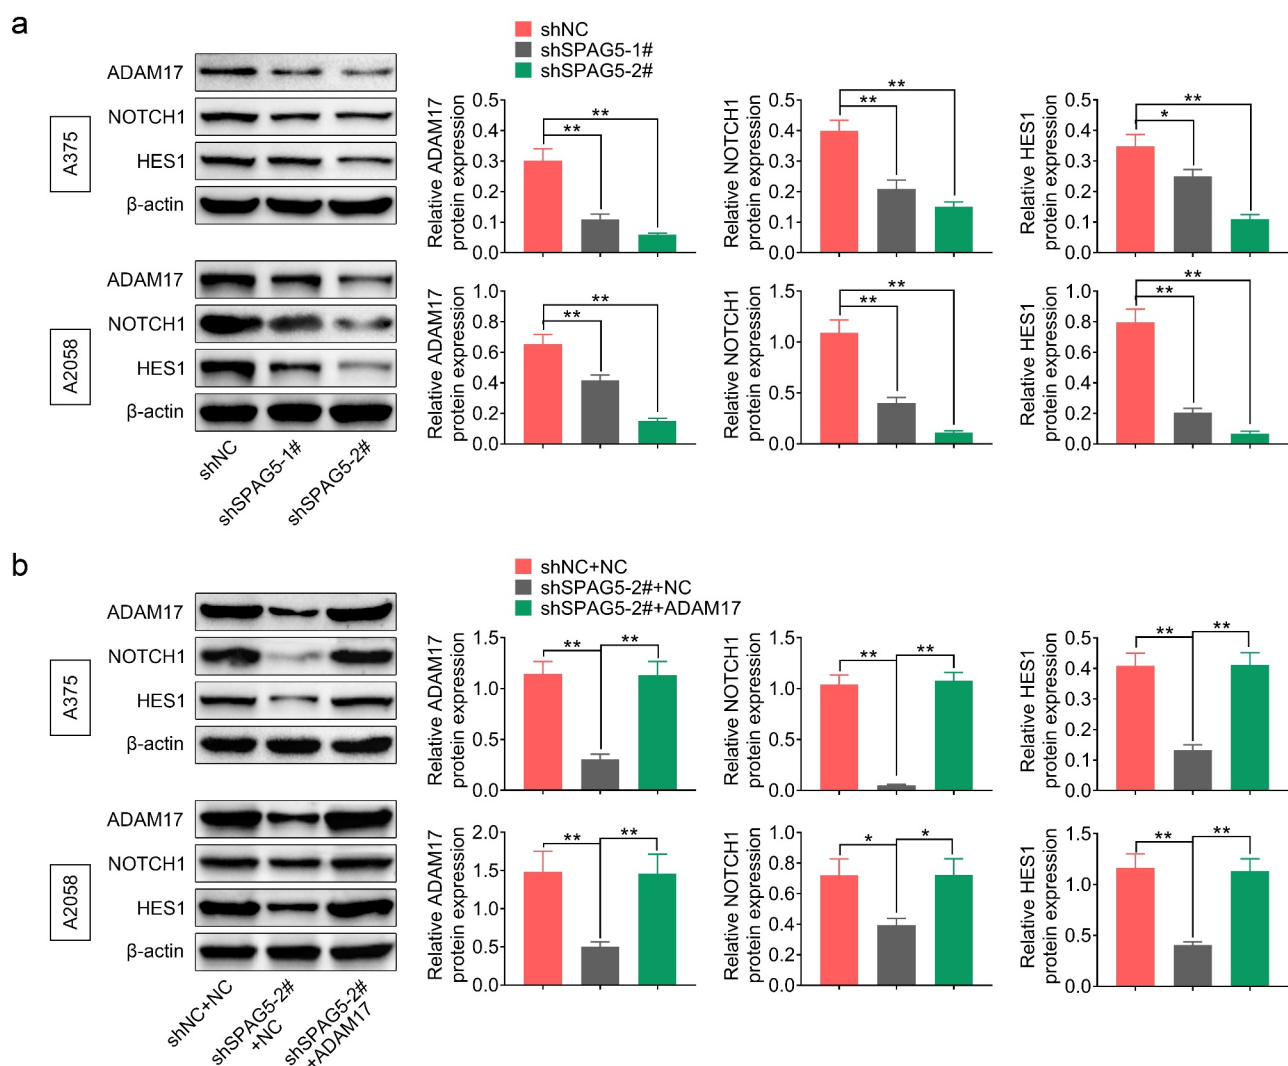 a
shNC
shSPAG5-1#
shSPAG5-2#
A375
ADAM17
NOTCH1
HES1
β-actin
A2058
ADAM17
NOTCH1
HES1
β-actin
shNC
shSPAG5-1#
shSPAG5-2#
Relative ADAM17
protein expression
0.5
0.4
0.3
0.2
0.1
0.0
**
**
Relative NOTCH1
protein expression
0.5
0.4
0.3
0.2
0.1
0.0
**
**
Relative HES1
protein expression
0.5
0.4
0.3
0.2
0.1
0.0
**
*
Relative ADAM17
protein expression
1.0
0.8
0.6
0.4
0.2
0.0
**
**
Relative NOTCH1
protein expression
1.5
1.0
0.5
0.0
**
**
Relative HES1
protein expression
1.0
0.8
0.6
0.4
0.2
0.0
**
**
b
shNC+NC
shSPAG5-2#+NC
shSPAG5-2#+ADAM17
A375
ADAM17
NOTCH1
HES1
β-actin
A2058
ADAM17
NOTCH1
HES1
β-actin
shNC+NC
shSPAG5-2#
+NC
shSPAG5-2#
+ADAM17
Relative ADAM17
protein expression
1.5
1.0
0.5
0.0
**
**
Relative NOTCH1
protein expression
1.5
1.0
0.5
0.0
**
**
Relative HES1
protein expression
0.5
0.4
0.3
0.2
0.1
0.0
**
**
Relative ADAM17
protein expression
2.0
1.5
1.0
0.5
0.0
**
**
Relative NOTCH1
protein expression
1.0
0.8
0.6
0.4
0.2
0.0
*
*
Relative HES1
protein expression
1.5
1.0
0.5
0.0
**
**